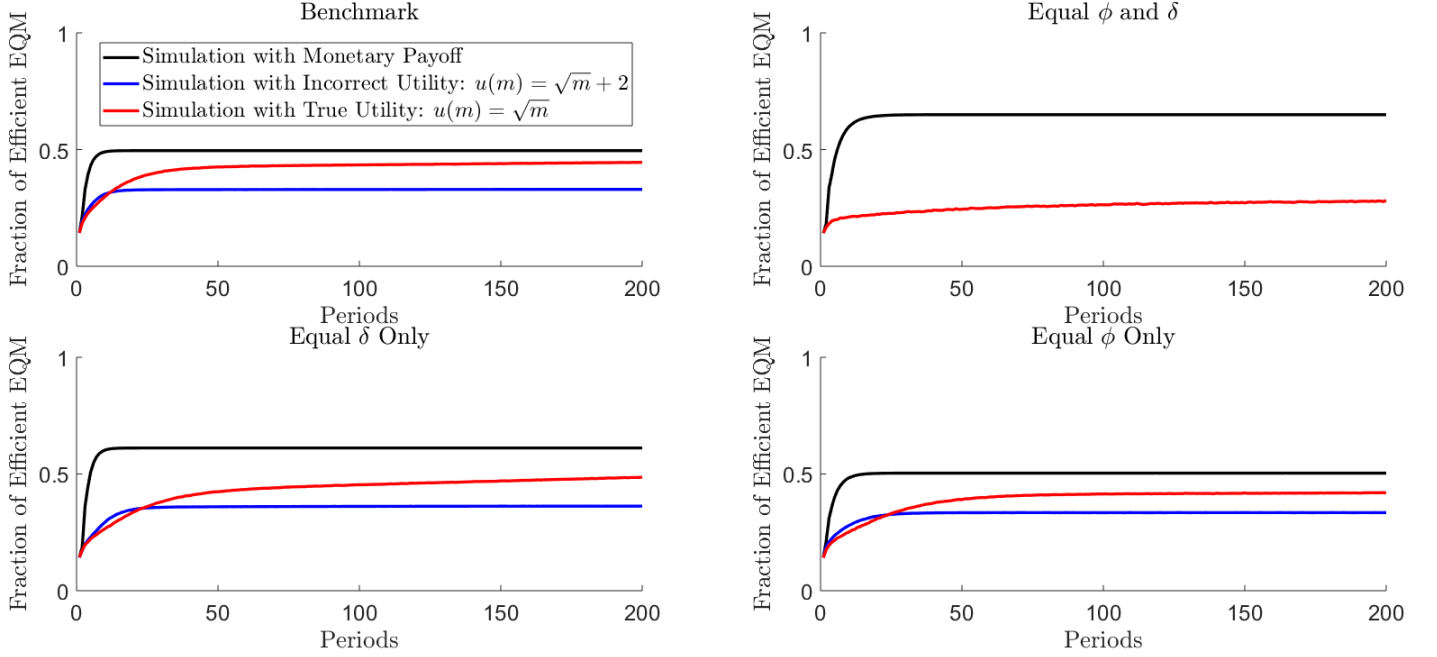 Benchmark
Fraction of Efficient EQM
1
0.5
0
Simulation with Monetary Payoff
Simulation with Incorrect Utility: u(m) = √m + 2
Simulation with True Utility: u(m) = √m
0 50 100 150 200
Periods
Equal ϕ and δ
Fraction of Efficient EQM
1
0.5
0
0 50 100 150 200
Periods
Equal δ Only
Fraction of Efficient EQM
1
0.5
0
0 50 100 150 200
Periods
Equal ϕ Only
Fraction of Efficient EQM
1
0.5
0
0 50 100 150 200
Periods